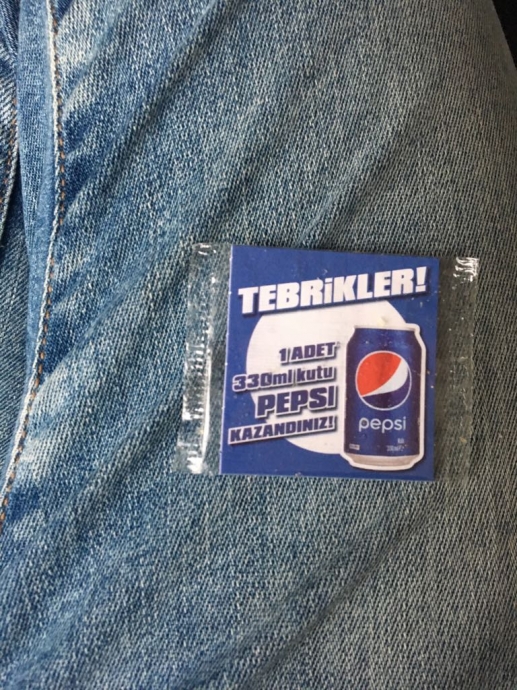 TEBRiKLER!
1 ADET
330ml kutu
PEPSI
KAZANDINIZ!
pepsi